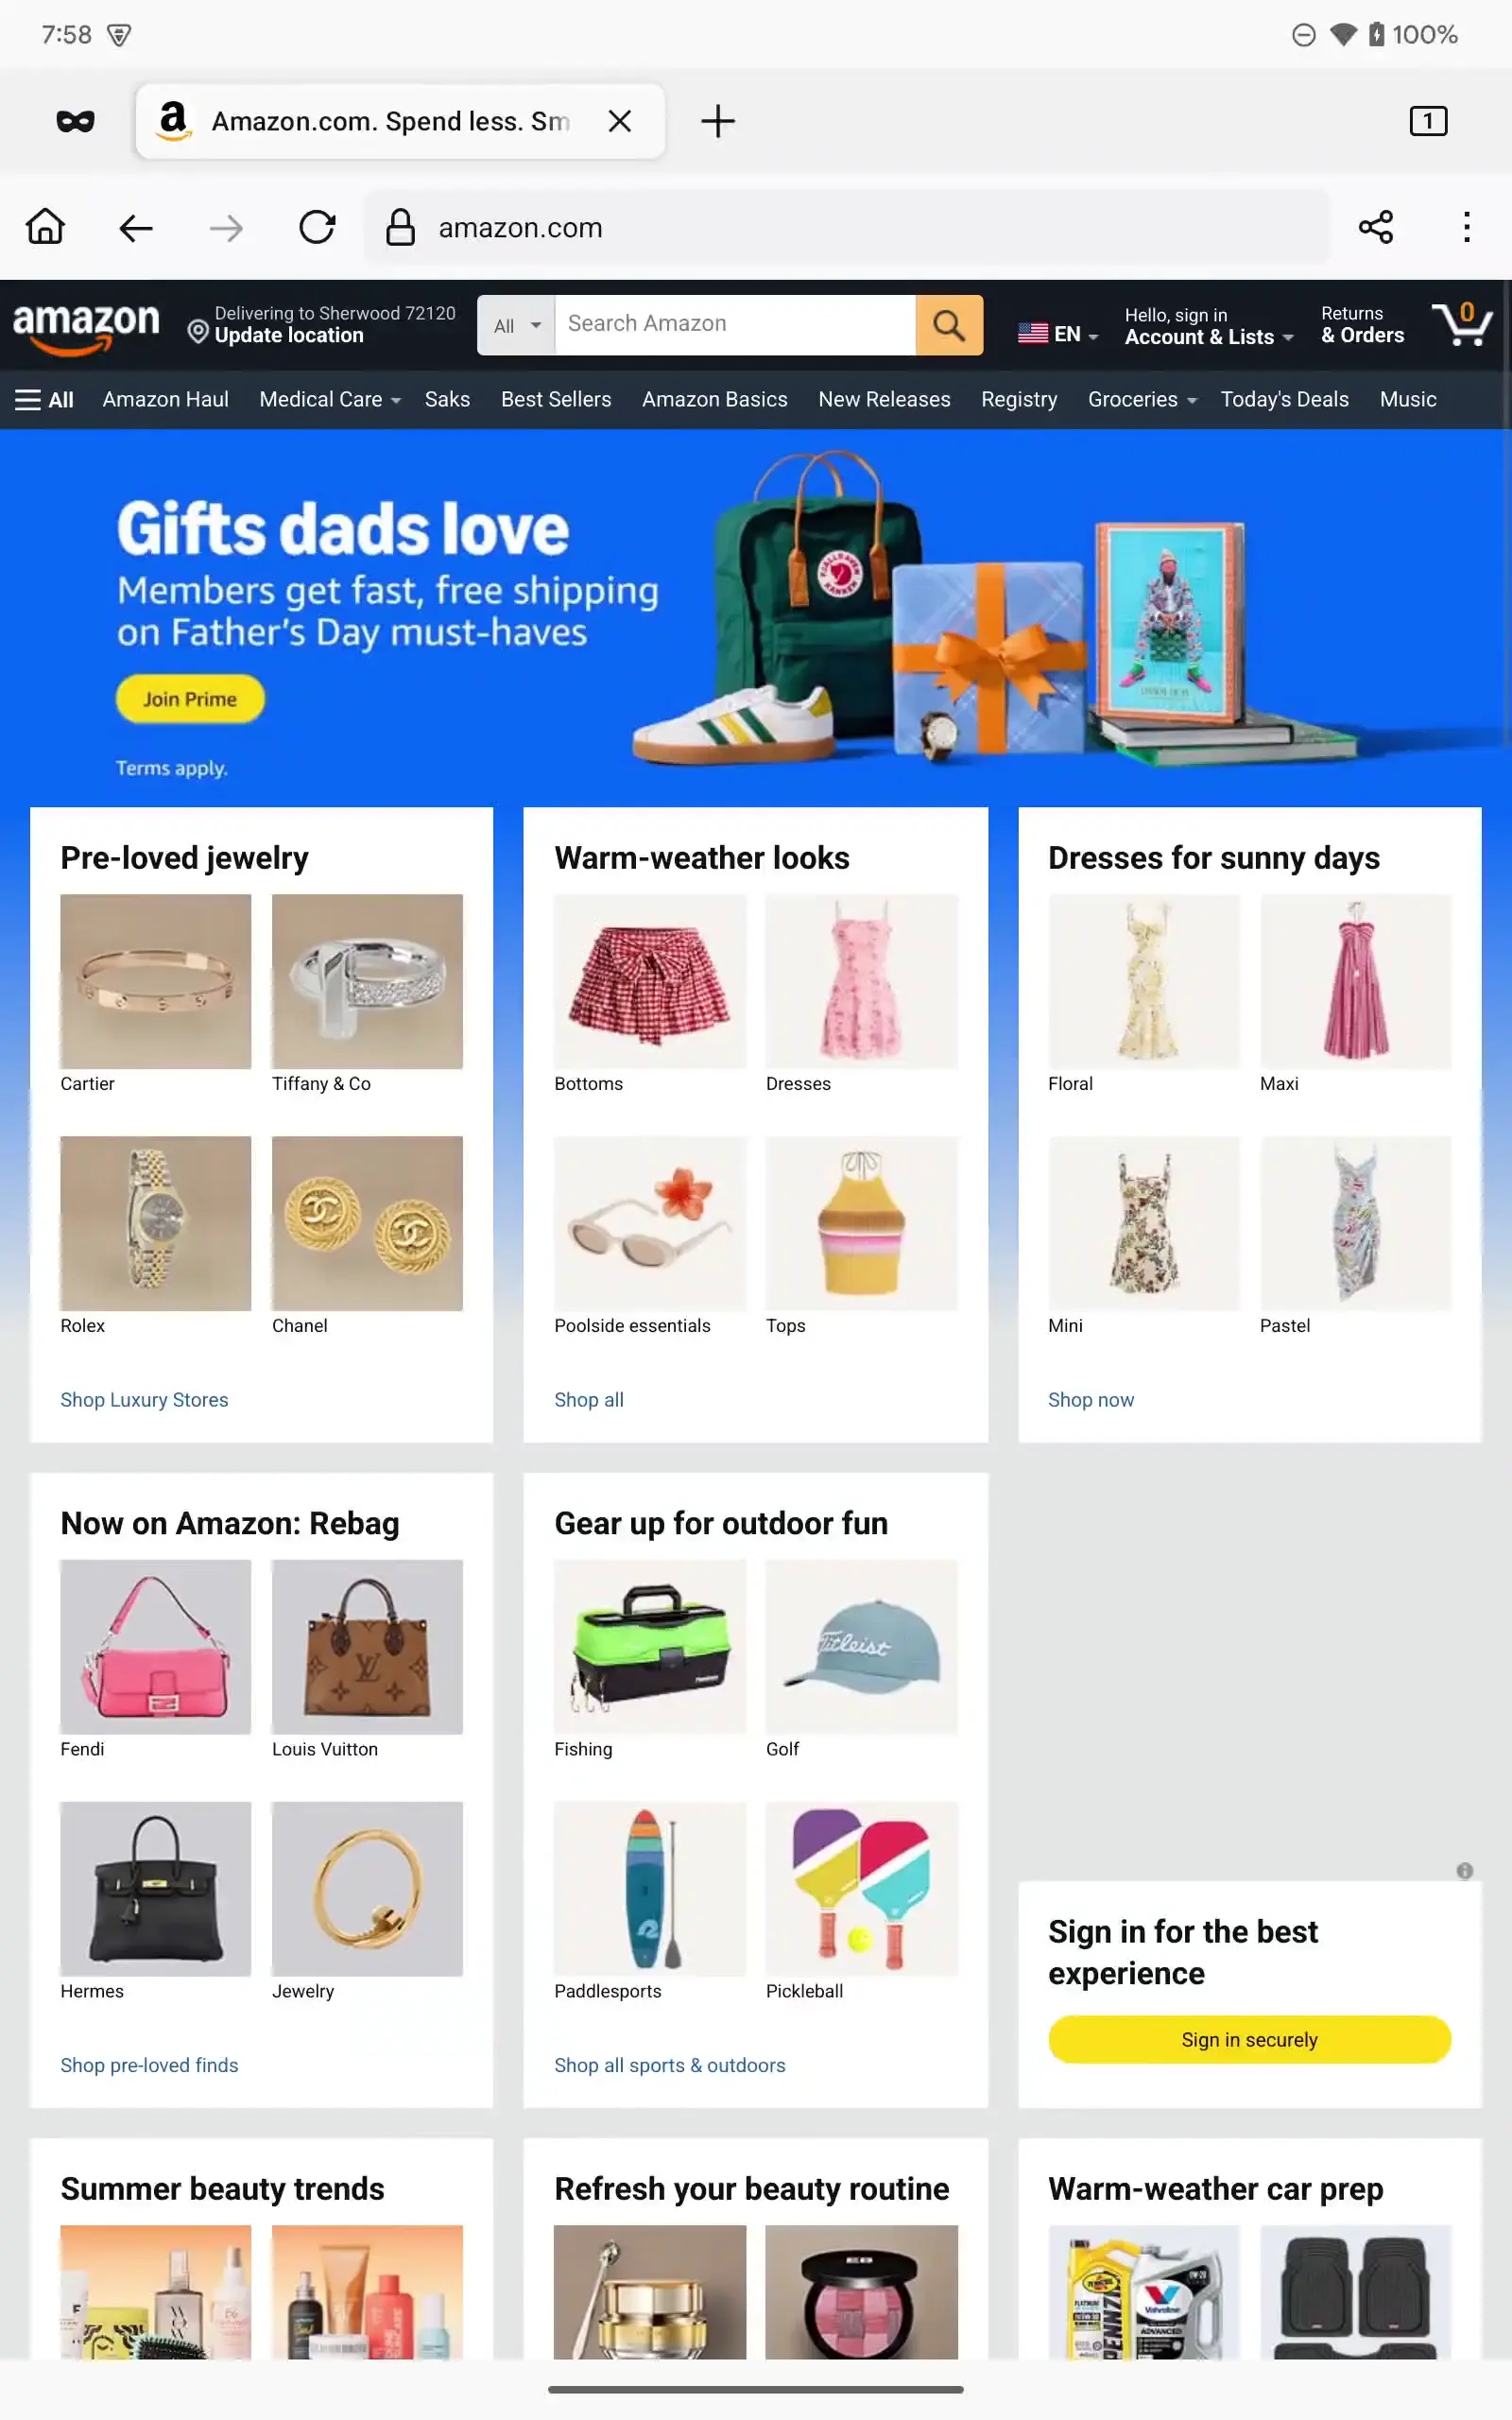 7:58
100%
Amazon.com. Spend less. Sm
1
amazon.com
amazon
Delivering to Sherwood 72120
Update location
All
Search Amazon
EN
Hello, sign in
Account & Lists
Returns
& Orders
0
All
Amazon Haul
Medical Care
Saks
Best Sellers
Amazon Basics
New Releases
Registry
Groceries
Today's Deals
Music
Gifts dads love
Members get fast, free shipping
on Father's Day must-haves
Join Prime
Terms apply.
Pre-loved jewelry
Cartier
Tiffany & Co
Rolex
Chanel
Shop Luxury Stores
Warm-weather looks
Bottoms
Dresses
Poolside essentials
Tops
Shop all
Dresses for sunny days
Floral
Maxi
Mini
Pastel
Shop now
Now on Amazon: Rebag
Fendi
Louis Vuitton
Hermes
Jewelry
Shop pre-loved finds
Gear up for outdoor fun
Titleist
Fishing
Golf
Paddlesports
Pickleball
Shop all sports & outdoors
Sign in for the best
experience
Sign in securely
Summer beauty trends
Refresh your beauty routine
Warm-weather car prep
Valvoline
ADVANCED